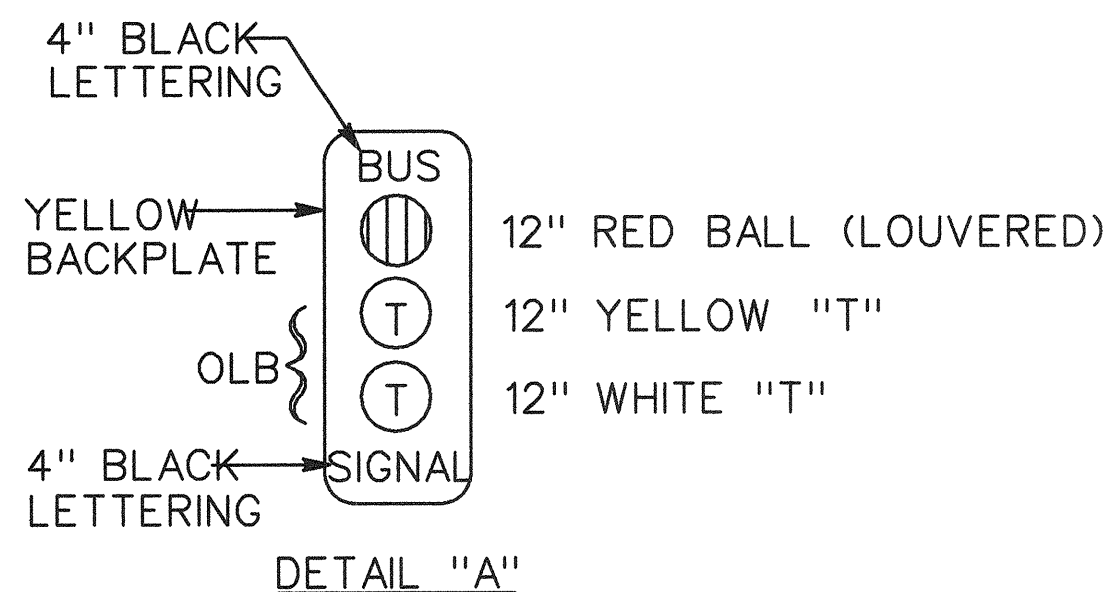 4" BLACK
LETTERING
BUS
YELLOW
BACKPLATE
12" RED BALL (LOUVERED)
T
12" YELLOW "T"
OLB
T
12" WHITE "T"
4" BLACK
LETTERING
SIGNAL
DETAIL "A"